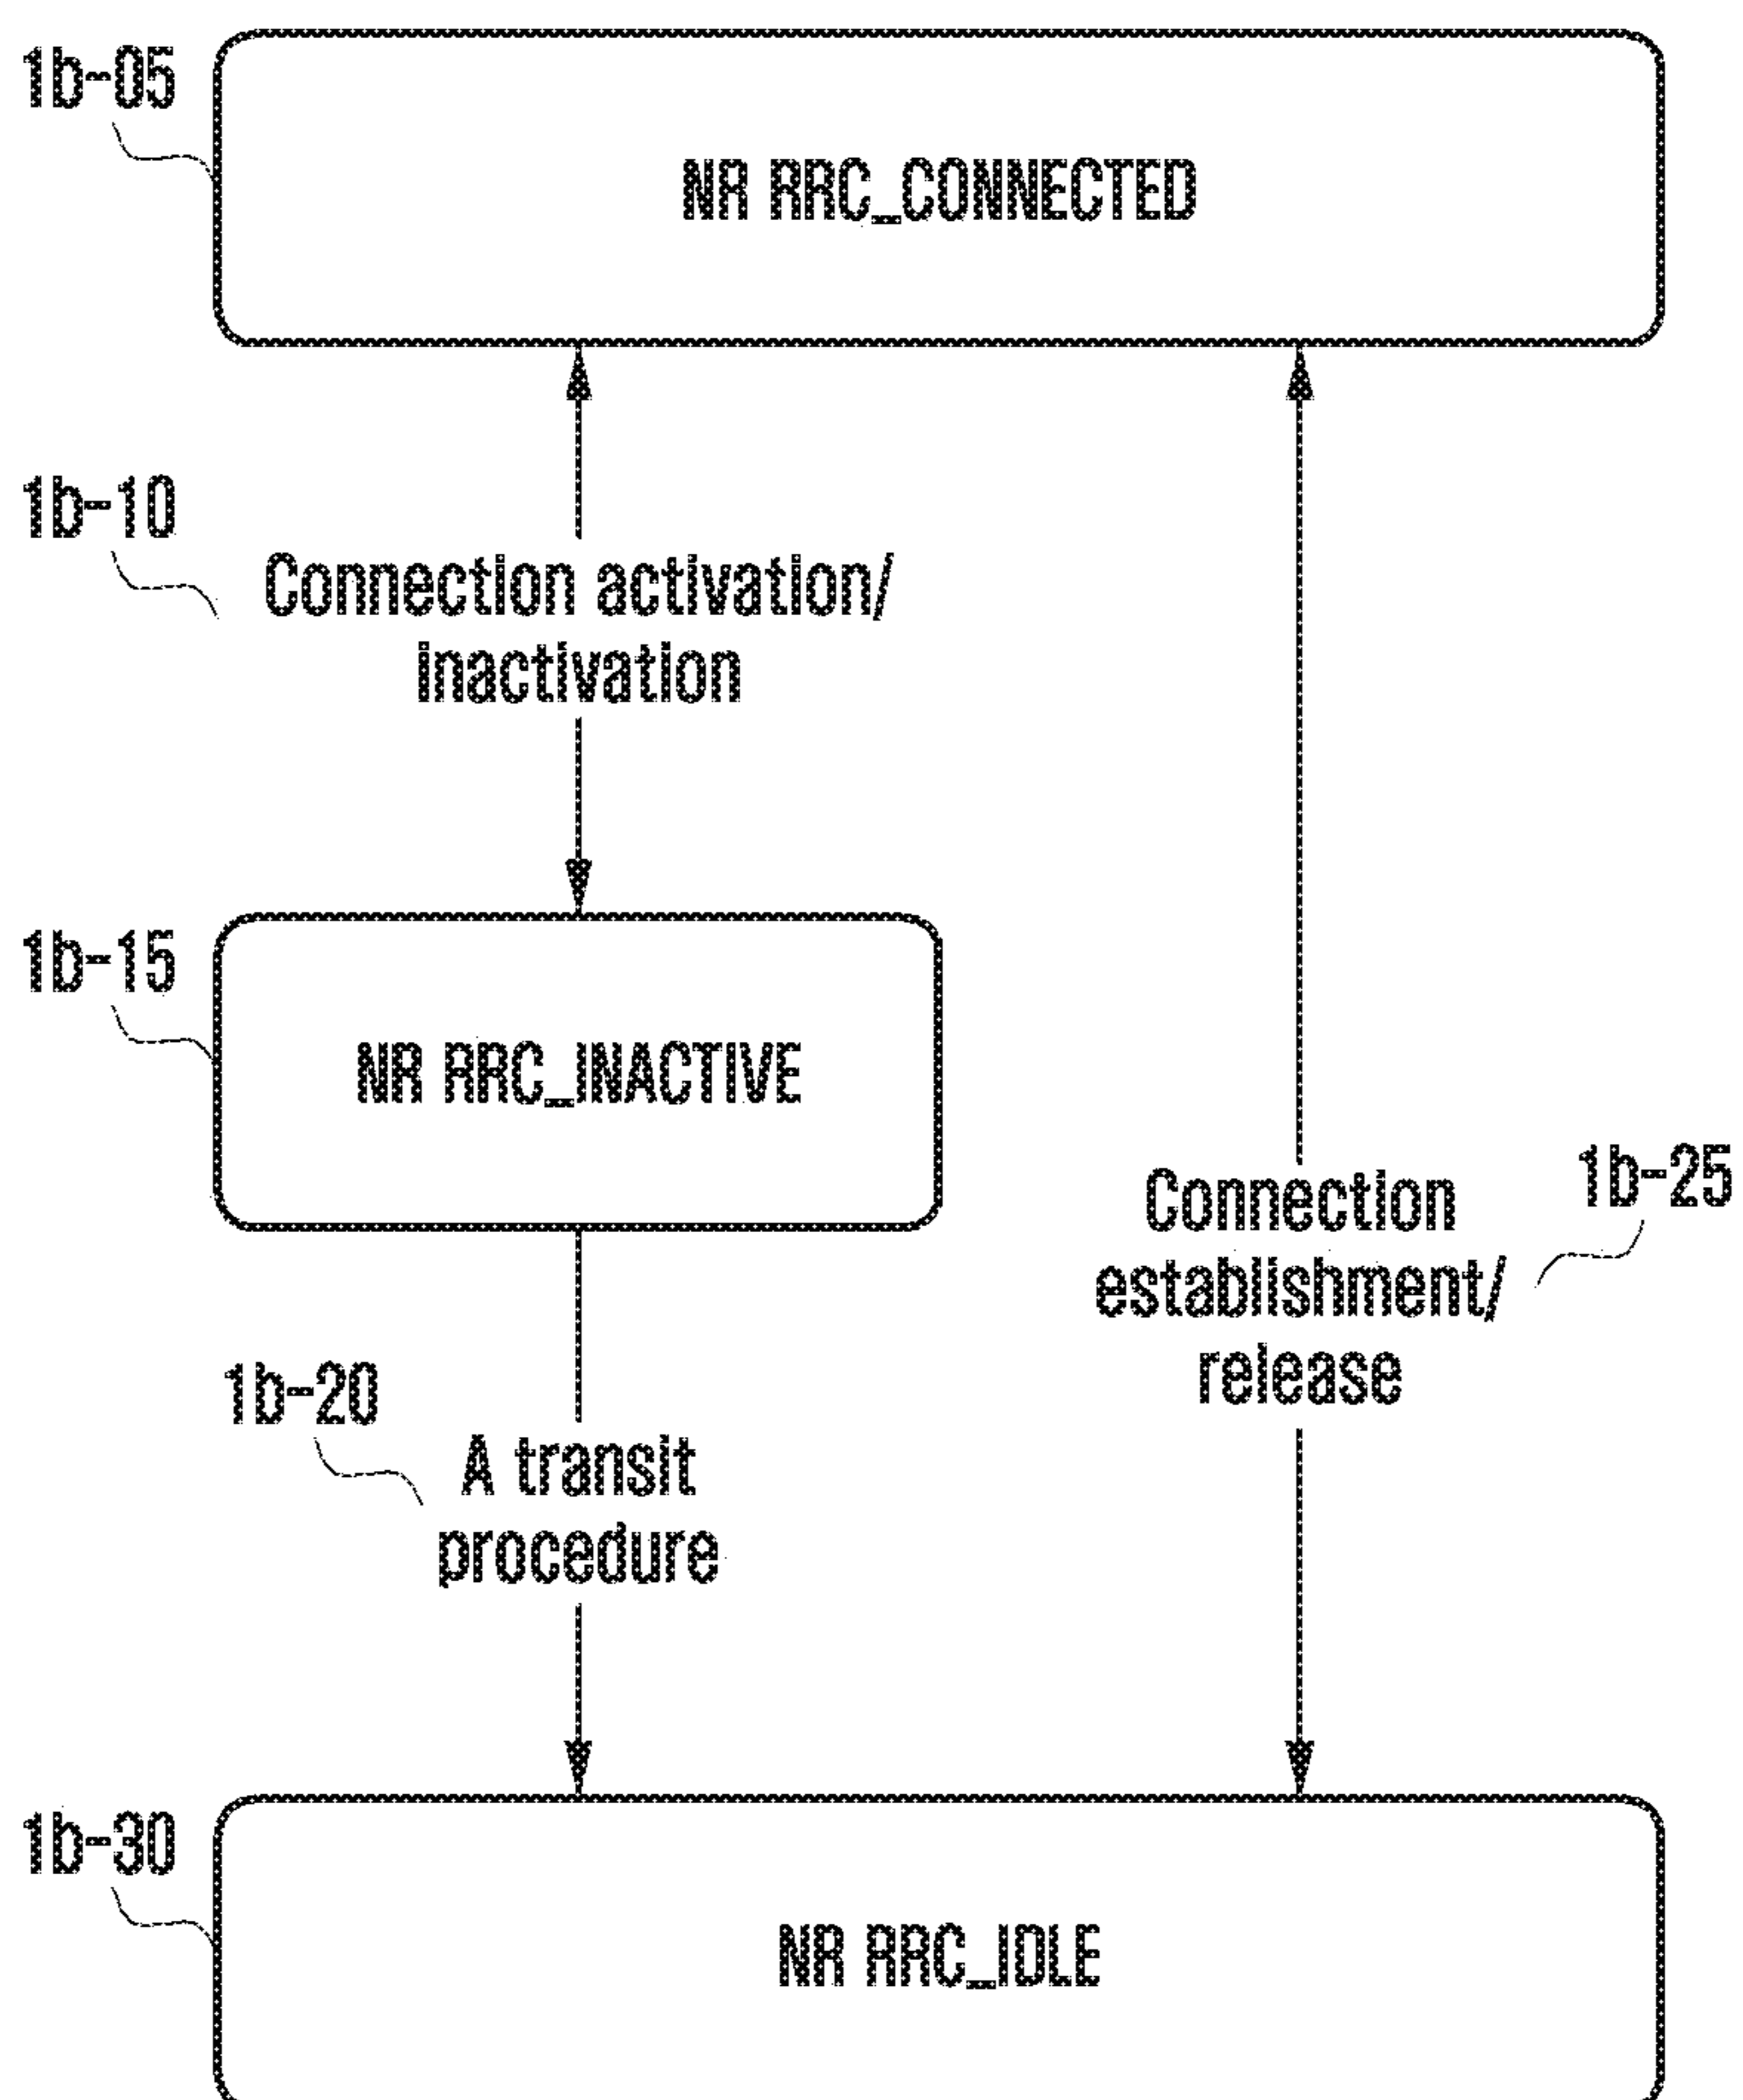 1b-05
NR RRC_CONNECTED
1b-10
Connection activation/
inactivation
1b-15
NR RRC_INACTIVE
1b-25
Connection
establishment/
release
1b-20
A transit
procedure
1b-30
NR RRC_IDLE